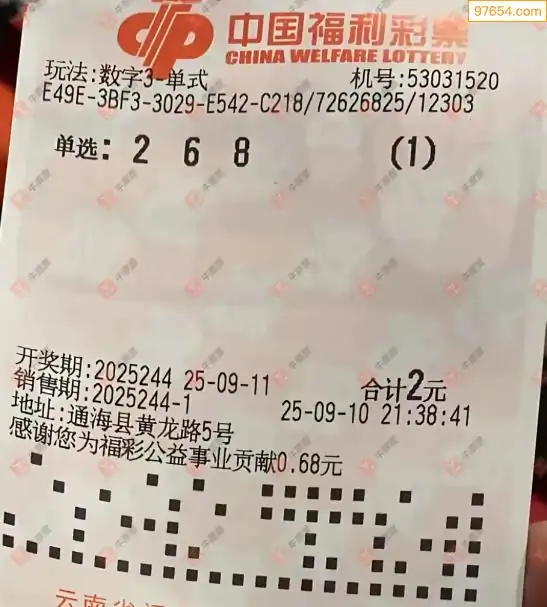 97654.com
中国福利彩票
CHINA WELFARE LOTTERY
玩法:数字3-单式 机号:53031520
E49E-3BF3-3029-E542-C218/72626825/12303
单选: 2 6 8 (1)
开奖期:2025244 25-09-11 合计2元
销售期:2025244-1 25-09-10 21:38:41
地址:通海县黄龙路5号
感谢您为福彩公益事业贡献0.68元
云南省